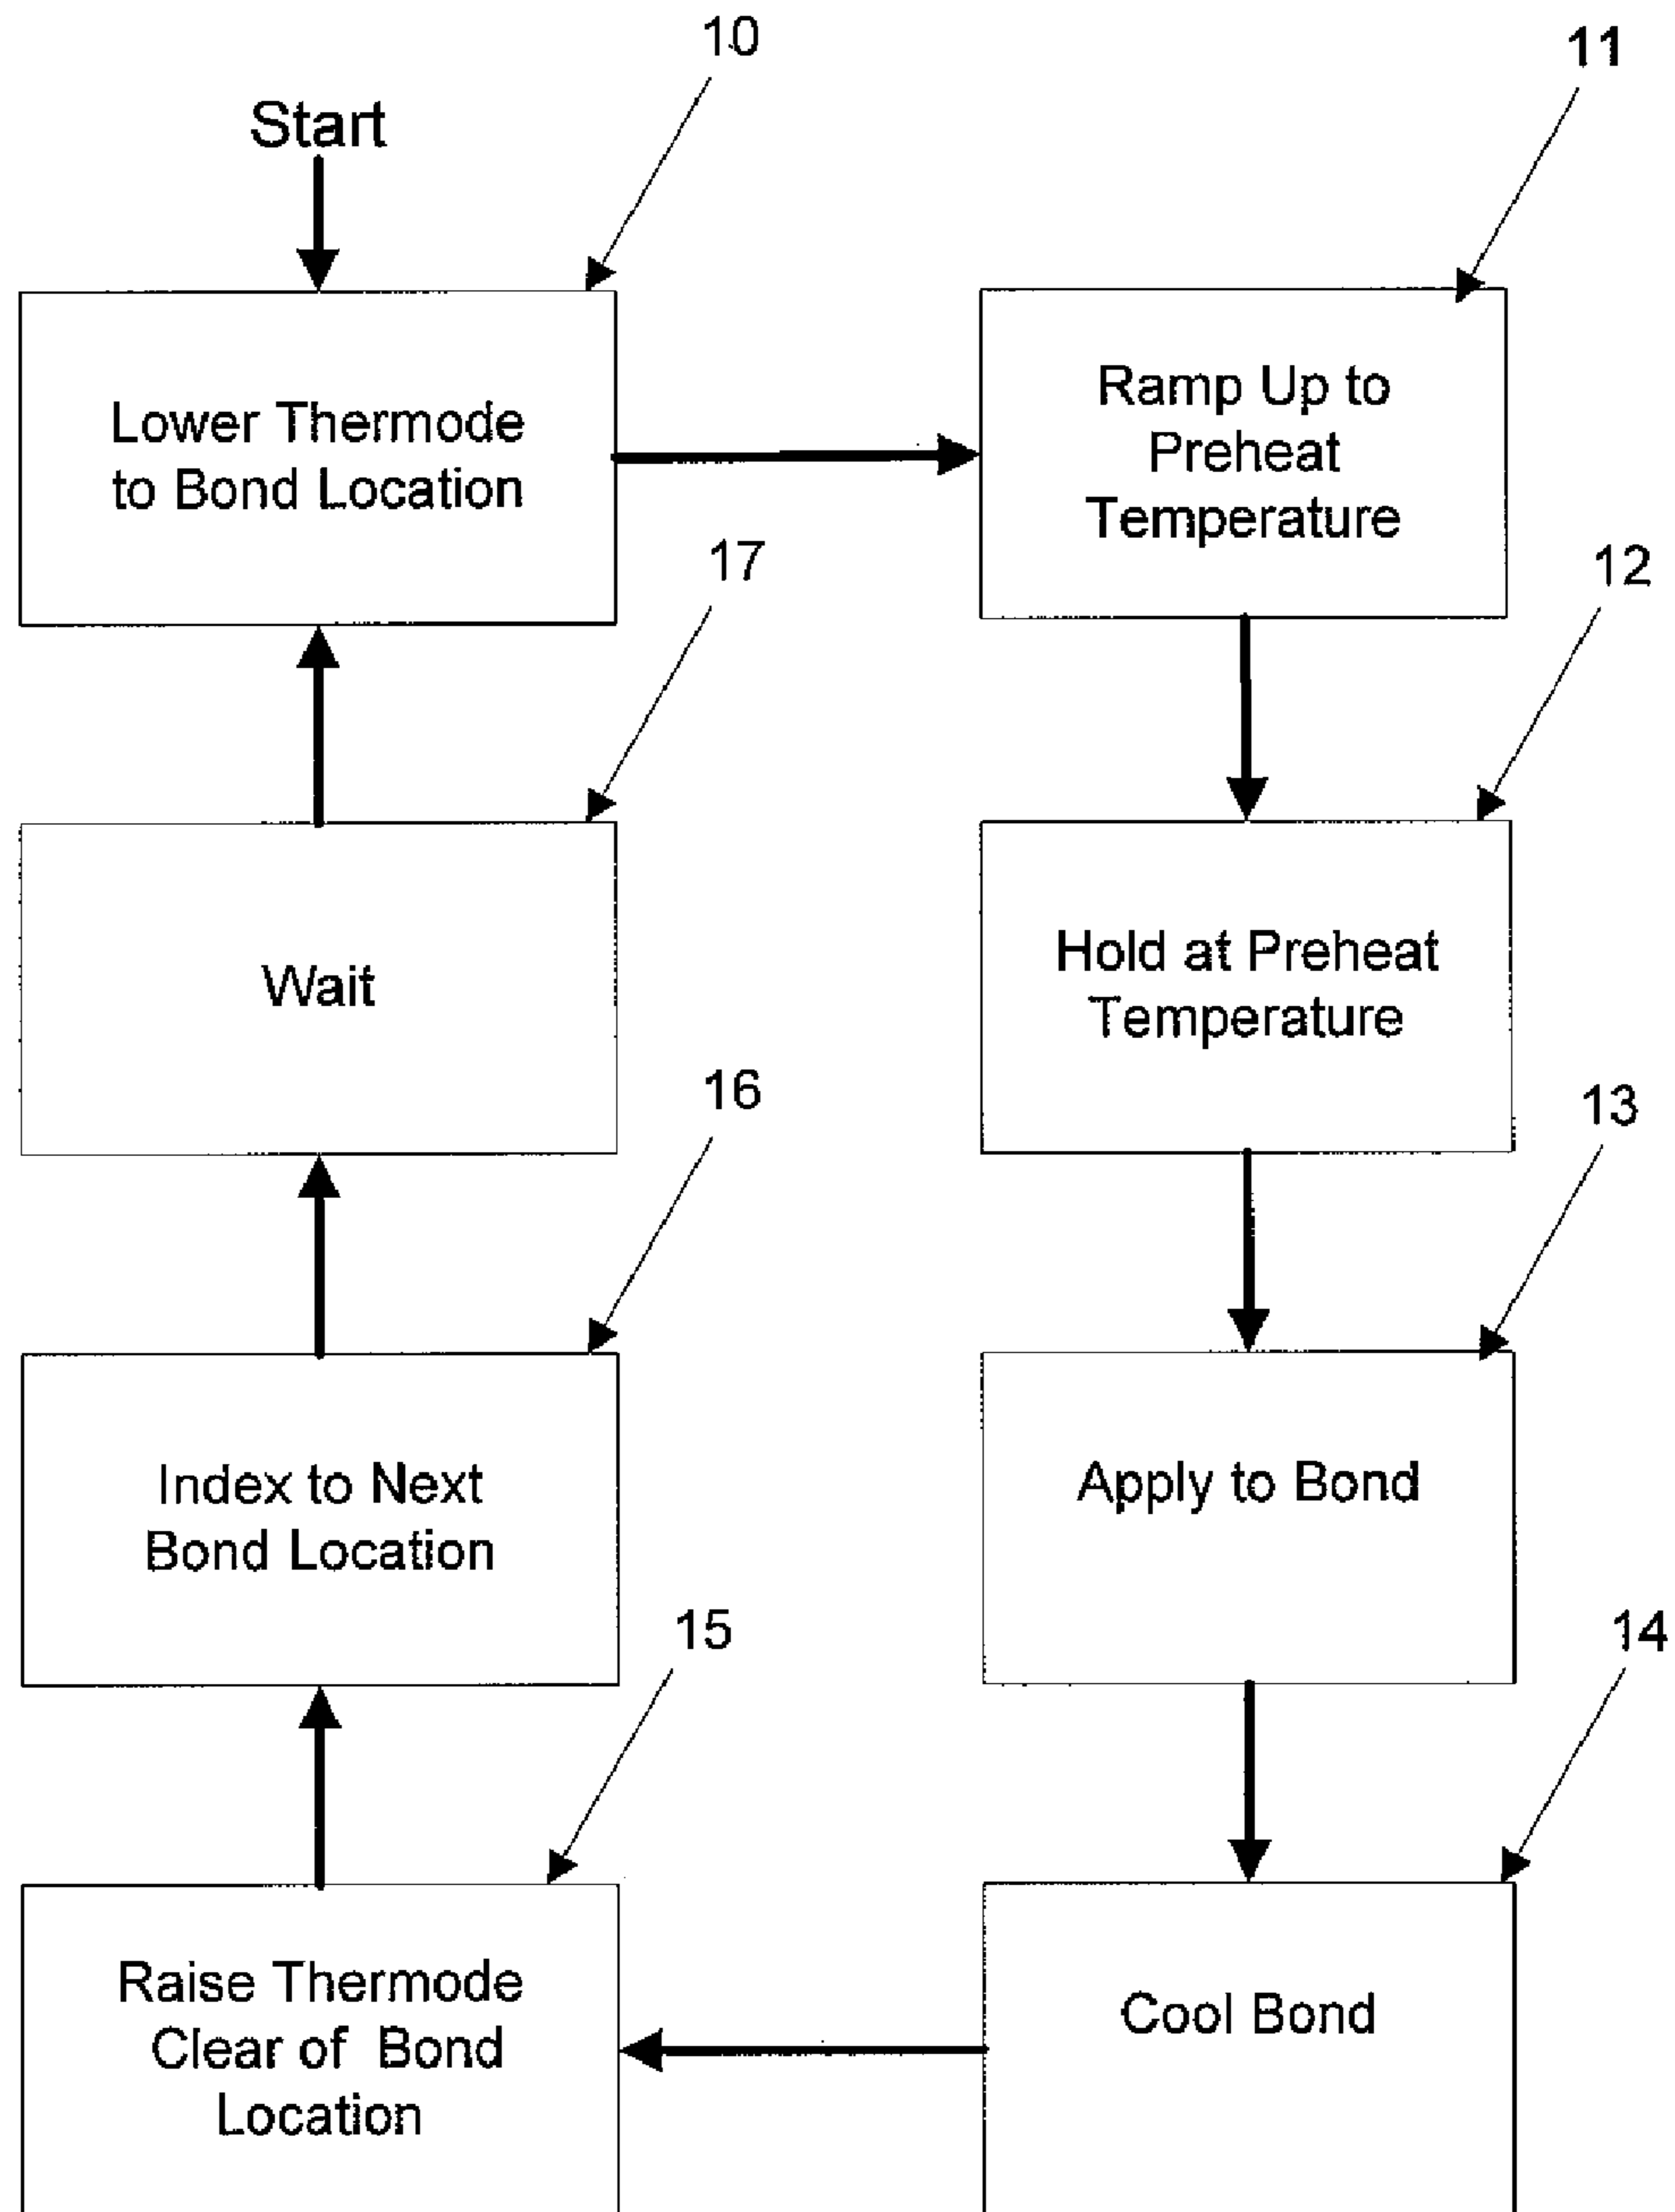 10
11
Start
Lower Thermode
to Bond Location
Ramp Up to
Preheat
Temperature
17
12
Wait
Hold at Preheat
Temperature
16
13
Index to Next
Bond Location
Apply to Bond
15
14
Raise Thermode
Clear of Bond
Location
Cool Bond